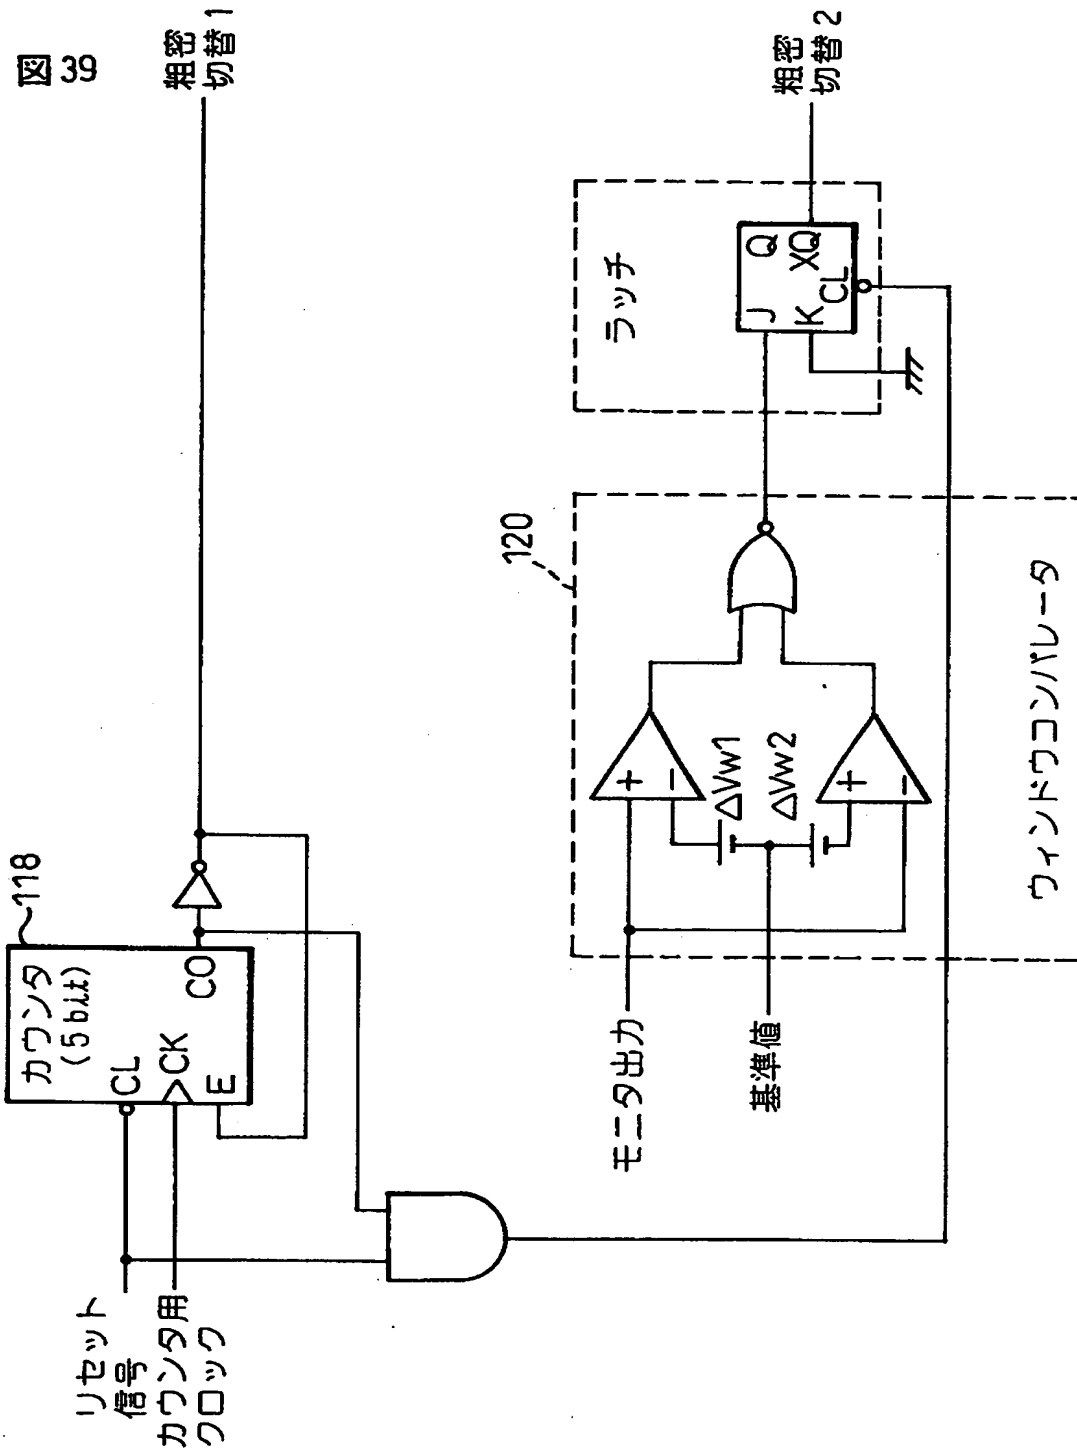 図 39
粗密
切替 1
118
カウンタ
(5 bit)
CL
CK
E
CO
リセット
信号
カウンタ用
クロック
粗密
切替 2
ラッチ
J
Q
K
XQ
CL
120
+
−
ΔVw1
ΔVw2
+
−
モニタ出力
基準値
ウィンドウコンパレータ